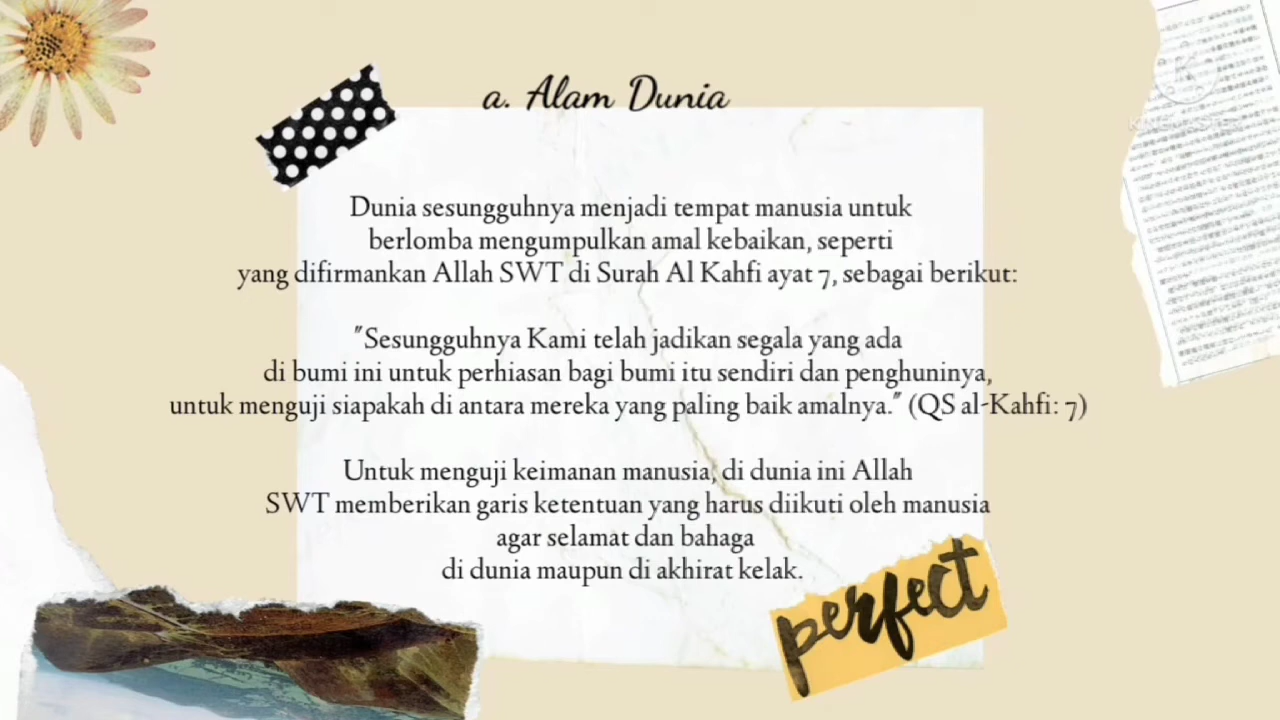 a. Alam Dunia
Dunia sesungguhnya menjadi tempat manusia untuk
berlomba mengumpulkan amal kebaikan, seperti
yang difirmankan Allah SWT di Surah Al Kahfi ayat 7, sebagai berikut:
"Sesungguhnya Kami telah jadikan segala yang ada
di bumi ini untuk perhiasan bagi bumi itu sendiri dan penghuninya,
untuk menguji siapakah di antara mereka yang paling baik amalnya." (QS al-Kahfi: 7)
Untuk menguji keimanan manusia, di dunia ini Allah
SWT memberikan garis ketentuan yang harus diikuti oleh manusia
agar selamat dan bahaga
di dunia maupun di akhirat kelak.
perfect